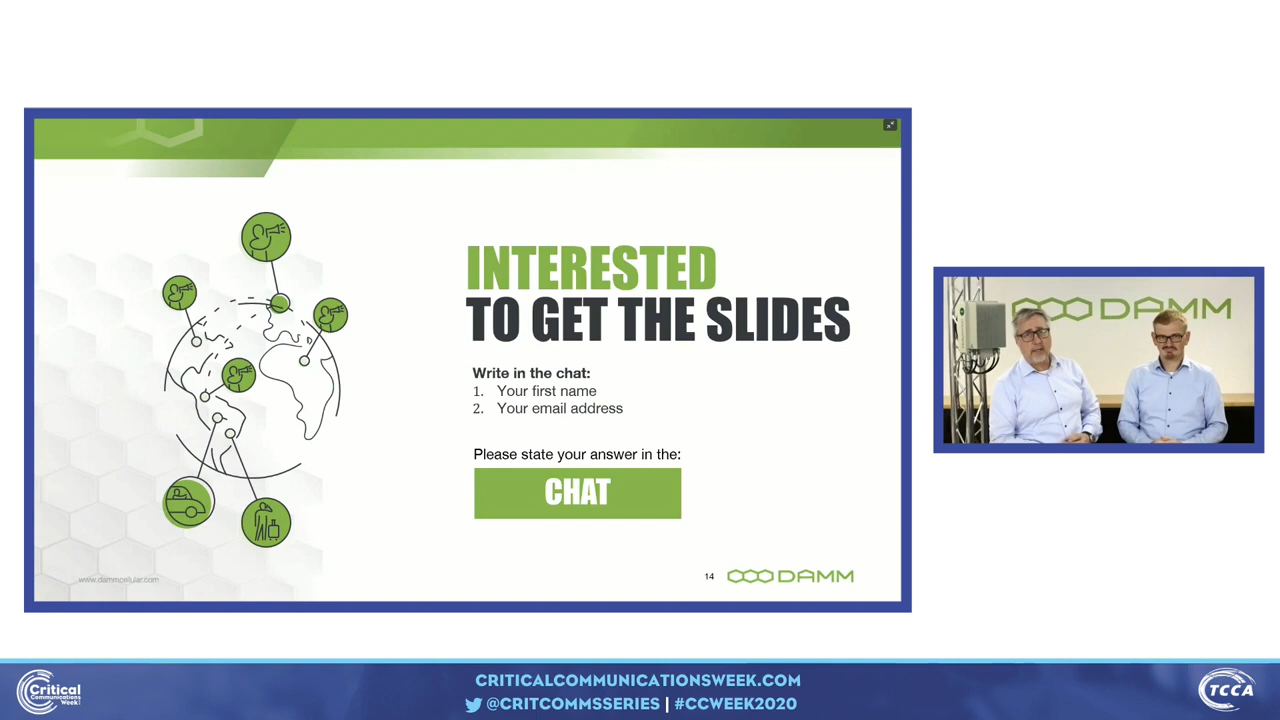 INTERESTED
TO GET THE SLIDES
Write in the chat:
1. Your first name
2. Your email address
Please state your answer in the:
CHAT
www.dammcellular.com
14
DAMM
DAMM
Critical
Communications
Week
CRITICALCOMMUNICATIONSWEEK.COM
@CRITCOMMSSERIES | #CCWEEK2020
TCCA